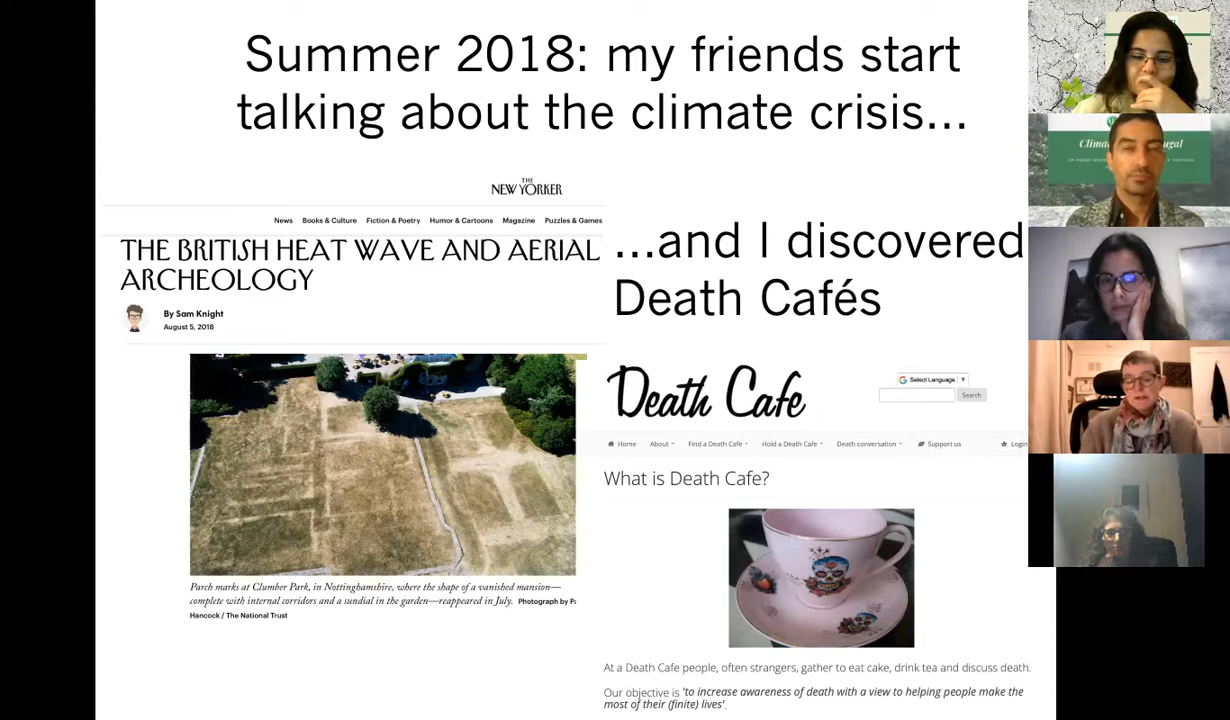 Summer 2018: my friends start
talking about the climate crisis...
THE
NEW YORKER
News Books & Culture Fiction & Poetry Humor & Cartoons Magazine Puzzles & Games
THE BRITISH HEAT WAVE AND AERIAL
ARCHEOLOGY
By Sam Knight
August 5, 2018
Parch marks at Clumber Park, in Nottinghamshire, where the shape of a vanished mansion—
complete with internal corridors and a sundial in the garden—reappeared in July. Photograph by
Hancock / The National Trust
...and I discovered
Death Cafés
Death Cafe
Select Language
Search
Home About Find a Death Cafe Hold a Death Cafe Death conversation Support us Login
What is Death Cafe?
At a Death Cafe people, often strangers, gather to eat cake, drink tea and discuss death.
Our objective is 'to increase awareness of death with a view to helping people make the
most of their (finite) lives'.